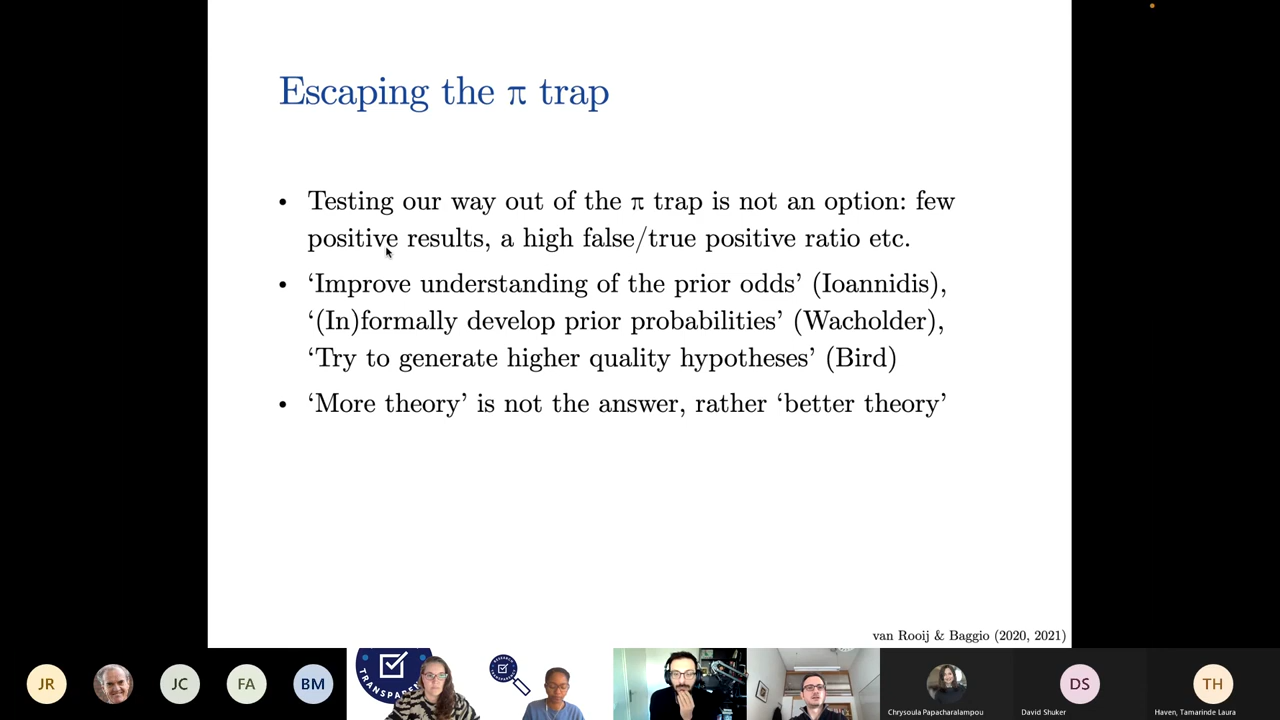 Escaping the π trap
• Testing our way out of the π trap is not an option: few
positive results, a high false/true positive ratio etc.
• ‘Improve understanding of the prior odds’ (Ioannidis),
‘(In)formally develop prior probabilities’ (Wacholder),
‘Try to generate higher quality hypotheses’ (Bird)
• ‘More theory’ is not the answer, rather ‘better theory’
van Rooij & Baggio (2020, 2021)
JR
JC
FA
BM
DS
TH
Chrysoula Papacharalampou
David Shuker
Haven, Tamarinde Laura